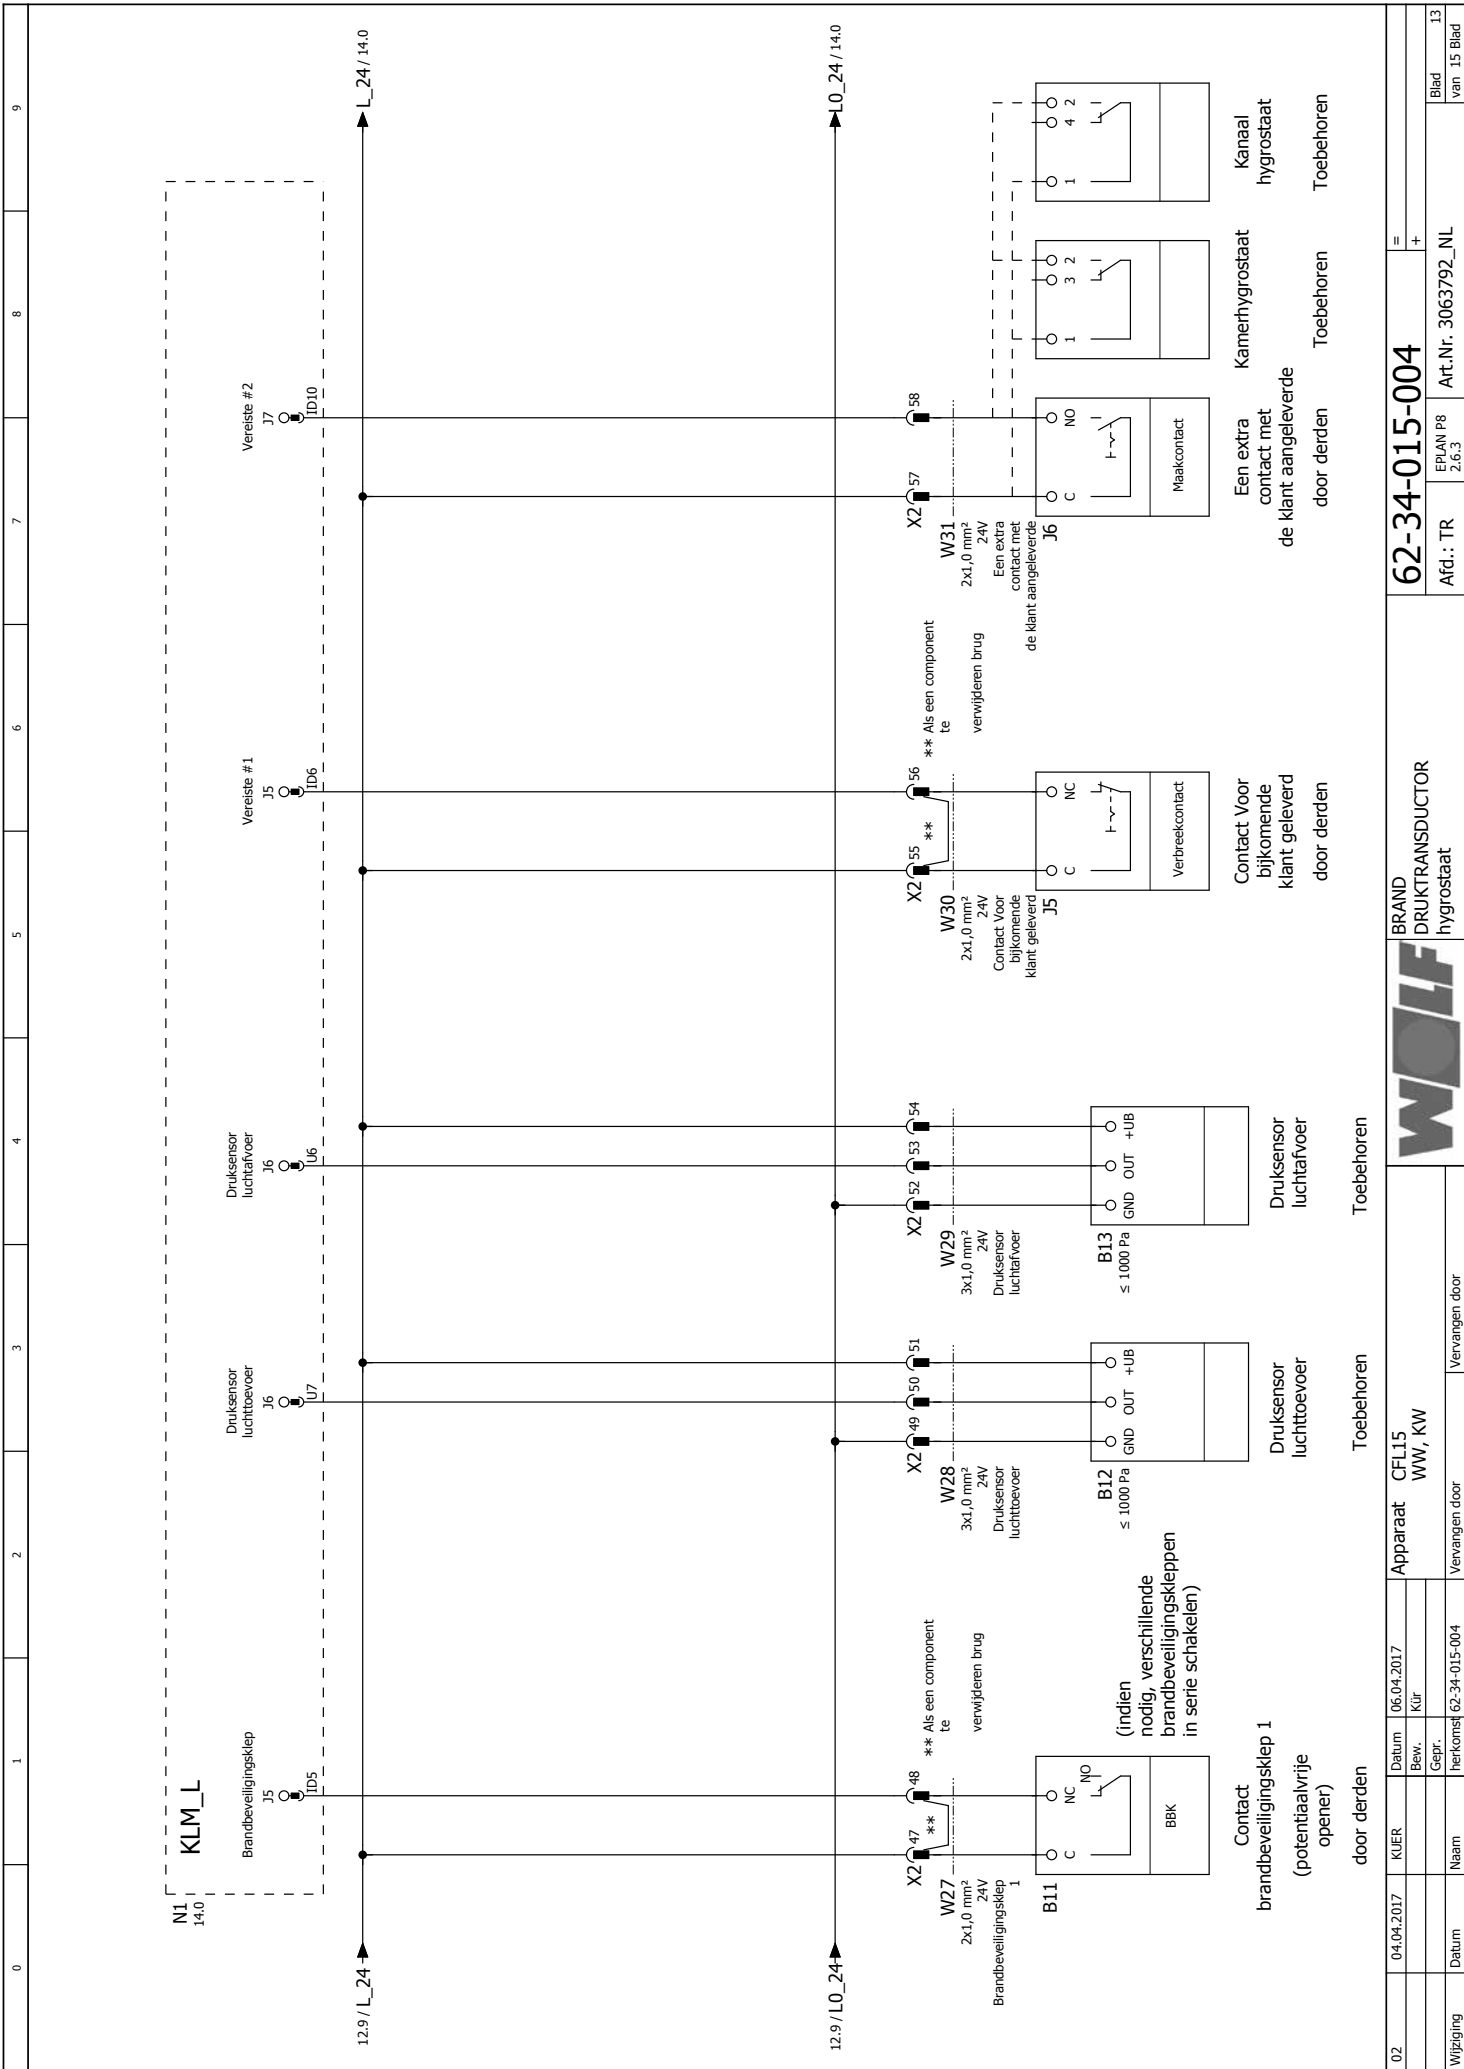 0
1
2
3
4
5
6
7
8
9
N1
14.0
KLM_L
Brandbeveiligingsklep
J5
ID5
Druksensor
luchttoevoer
J6
U7
Druksensor
luchtafvoer
J6
U6
Vereiste #1
J5
ID6
Vereiste #2
J7
ID10
12.9 / L_24
L_24 / 14.0
12.9 / L0_24
L0_24 / 14.0
X2
47
48
**
** Als een component
te
verwijderen brug
W27
2x1,0 mm²
24V
Brandbeveiligingsklep
1
B11
C
NC
NO
BBK
(indien
nodig, verschillende
brandbeveiligingskleppen
in serie schakelen)
Contact
brandbeveiligingsklep 1
(potentiaalvrije
opener)
door derden
X2
49
50
51
W28
3x1,0 mm²
24V
Druksensor
luchttoevoer
B12
≤ 1000 Pa
GND
OUT
+UB
Druksensor
luchttoevoer
Toebehoren
X2
52
53
54
W29
3x1,0 mm²
24V
Druksensor
luchtafvoer
B13
≤ 1000 Pa
GND
OUT
+UB
Druksensor
luchtafvoer
Toebehoren
X2
55
56
**
** Als een component
te
verwijderen brug
W30
2x1,0 mm²
24V
Contact Voor
bijkomende
klant geleverd
J5
C
NC
Verbreekcontact
Contact Voor
bijkomende
klant geleverd
door derden
X2
57
58
W31
2x1,0 mm²
24V
Een extra
contact met
de klant aangeleverde
J6
C
NO
Maakcontact
Een extra
contact met
de klant aangeleverde
door derden
1
3
2
Kamerhygrostaat
Toebehoren
1
4
2
Kanaal
hygrostaat
Toebehoren
02
04.04.2017
KUER
Wijziging
Datum
Naam
Datum
06.04.2017
Bew.
Kür
Gepr.
herkomst
62-34-015-004
Apparaat
CFL15
WW, KW
Vervangen door
Vervangen door
WOLF
BRAND
DRUKTRANSDUCTOR
hygrostaat
62-34-015-004
=
+
Afd.: TR
EPLAN P8
2.6.3
Art.Nr. 3063792_NL
Blad
13
van 15 Blad